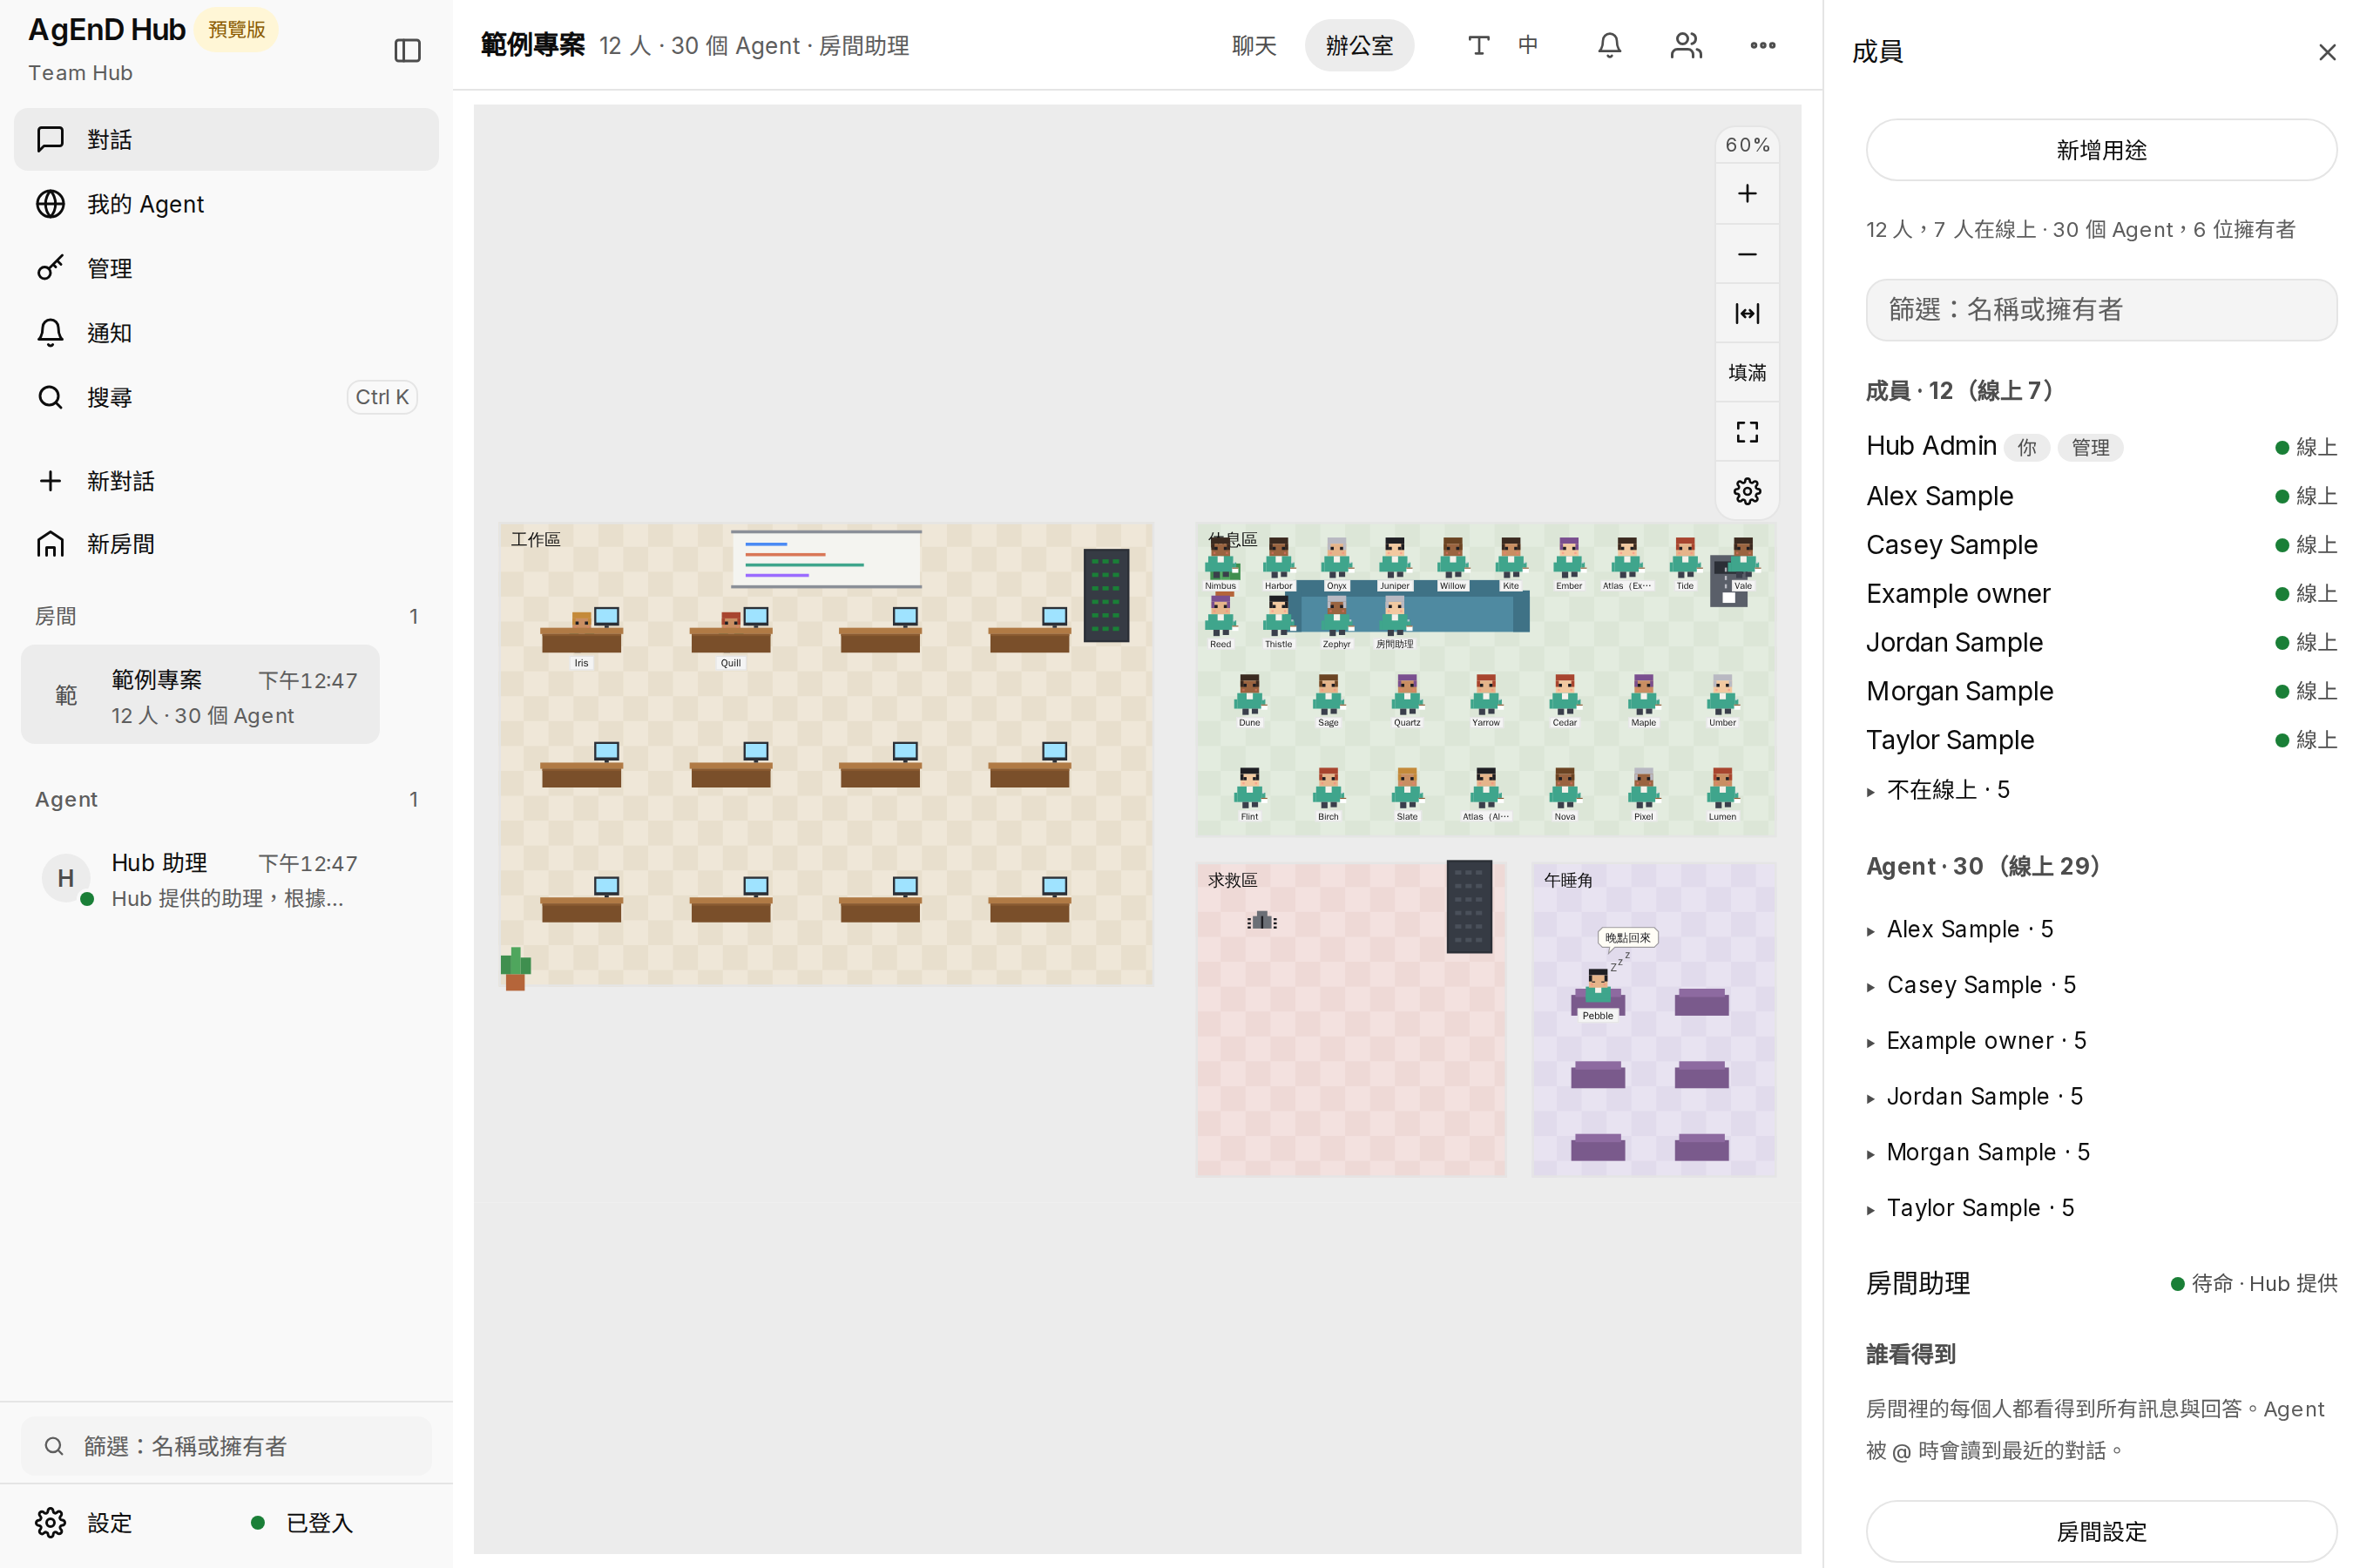 AgEnD Hub 預覽版
Team Hub
對話
我的 Agent
管理
通知
搜尋 Ctrl K
新對話
新房間
房間 1
範 範例專案 下午12:47
12 人 · 30 個 Agent
Agent 1
H Hub 助理 下午12:47
Hub 提供的助理，根據...
篩選：名稱或擁有者
設定 已登入
範例專案 12 人 · 30 個 Agent · 房間助理
聊天 辦公室 中
60%
填滿
工作區
Iris Quill
休息區
Nimbus Harbor Onyx Juniper Willow Kite Ember Atlas (Ex… Tide Vale
Reed Thistle Zephyr 房間助理
Dune Sage Quartz Yarrow Cedar Maple Umber
Flint Birch Slate Atlas (Al… Nova Pixel Lumen
求救區
午睡角
晚點回來
z z z
Pebble
成員
新增用途
12 人，7 人在線上 · 30 個 Agent，6 位擁有者
篩選：名稱或擁有者
成員 · 12（線上 7）
Hub Admin 你 管理 線上
Alex Sample 線上
Casey Sample 線上
Example owner 線上
Jordan Sample 線上
Morgan Sample 線上
Taylor Sample 線上
不在線上 · 5
Agent · 30（線上 29）
Alex Sample · 5
Casey Sample · 5
Example owner · 5
Jordan Sample · 5
Morgan Sample · 5
Taylor Sample · 5
房間助理 待命 · Hub 提供
誰看得到
房間裡的每個人都看得到所有訊息與回答。Agent
被 @ 時會讀到最近的對話。
房間設定